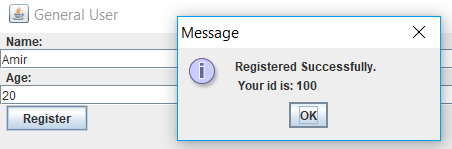 General User
Name:
Amir
Age:
20
Register
Message
Registered Successfully.
Your id is: 100
OK